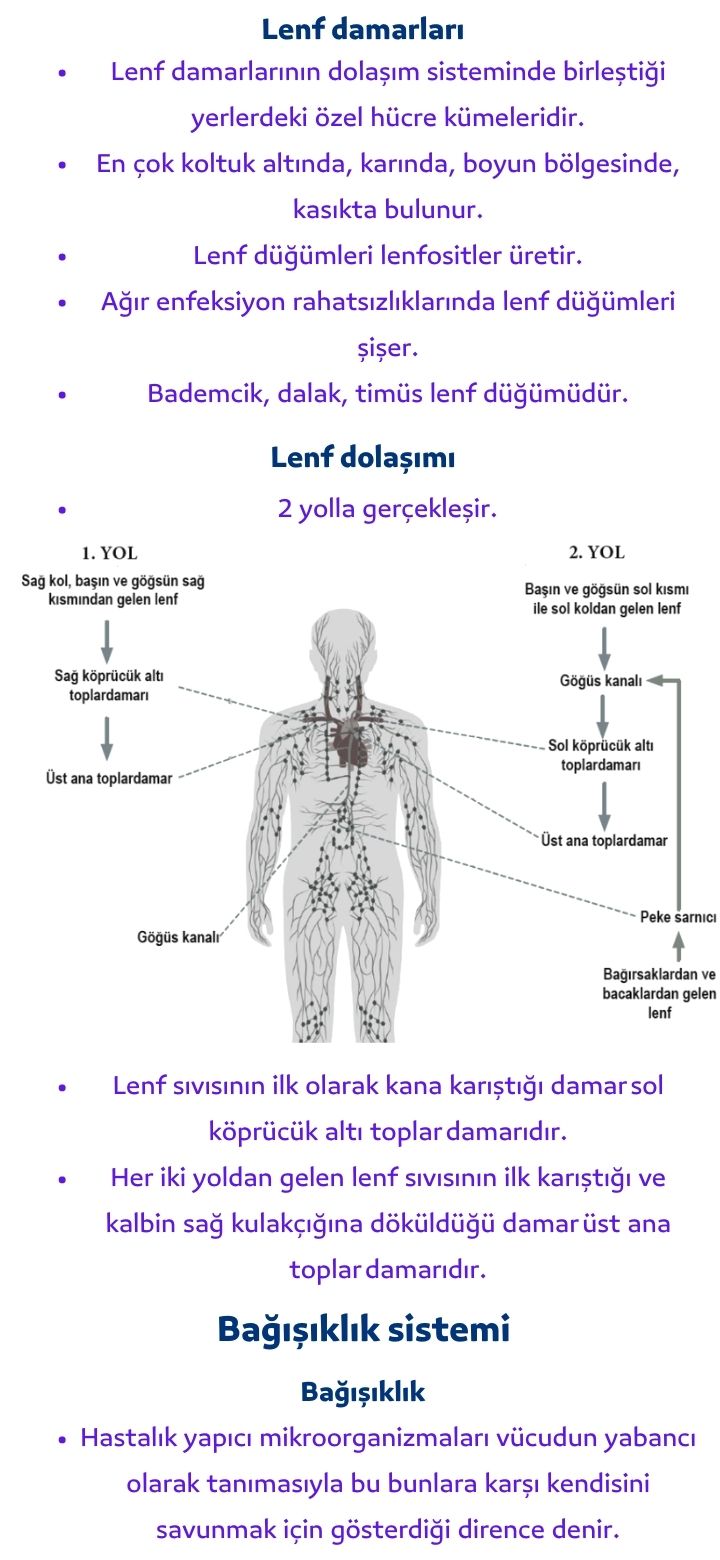 Lenf damarları
• Lenf damarlarının dolaşım sisteminde birleştiği
yerlerdeki özel hücre kümeleridir.
• En çok koltuk altında, karında, boyun bölgesinde,
kasıkta bulunur.
• Lenf düğümleri lenfositler üretir.
• Ağır enfeksiyon rahatsızlıklarında lenf düğümleri
şişer.
• Bademcik, dalak, timüs lenf düğümüdür.
Lenf dolaşımı
• 2 yolla gerçekleşir.
1. YOL
Sağ kol, başın ve göğsün sağ
kısmından gelen lenf
Sağ köprücük altı
toplardamarı
Üst ana toplardamar
Göğüs kanalı
2. YOL
Başın ve göğsün sol kısmı
ile sol koldan gelen lenf
Göğüs kanalı
Sol köprücük altı
toplardamarı
Üst ana toplardamar
Peke sarnıcı
Bağırsaklardan ve
bacaklardan gelen
lenf
• Lenf sıvısının ilk olarak kana karıştığı damar sol
köprücük altı toplar damarıdır.
• Her iki yoldan gelen lenf sıvısının ilk karıştığı ve
kalbin sağ kulakçığına döküldüğü damar üst ana
toplar damarıdır.
Bağışıklık sistemi
Bağışıklık
• Hastalık yapıcı mikroorganizmaları vücudun yabancı
olarak tanımasıyla bu bunlara karşı kendisini
savunmak için gösterdiği dirence denir.